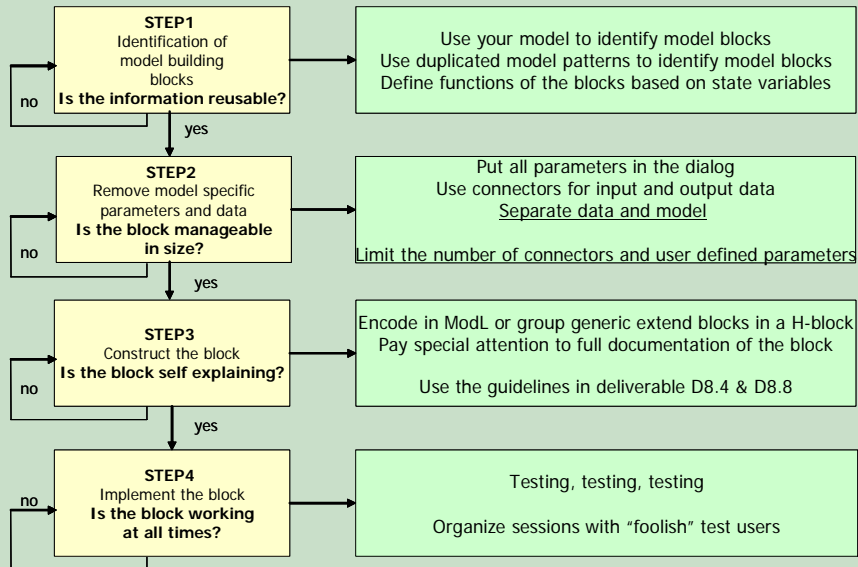 STEP1
Identification of
model building
blocks
Is the information reusable?
no
yes
Use your model to identify model blocks
Use duplicated model patterns to identify model blocks
Define functions of the blocks based on state variables
STEP2
Remove model specific
parameters and data
Is the block manageable
in size?
no
yes
Put all parameters in the dialog
Use connectors for input and output data
Separate data and model
Limit the number of connectors and user defined parameters
STEP3
Construct the block
Is the block self explaining?
no
yes
Encode in ModL or group generic extend blocks in a H-block
Pay special attention to full documentation of the block
Use the guidelines in deliverable D8.4 & D8.8
STEP4
Implement the block
Is the block working
at all times?
no
Testing, testing, testing
Organize sessions with “foolish” test users